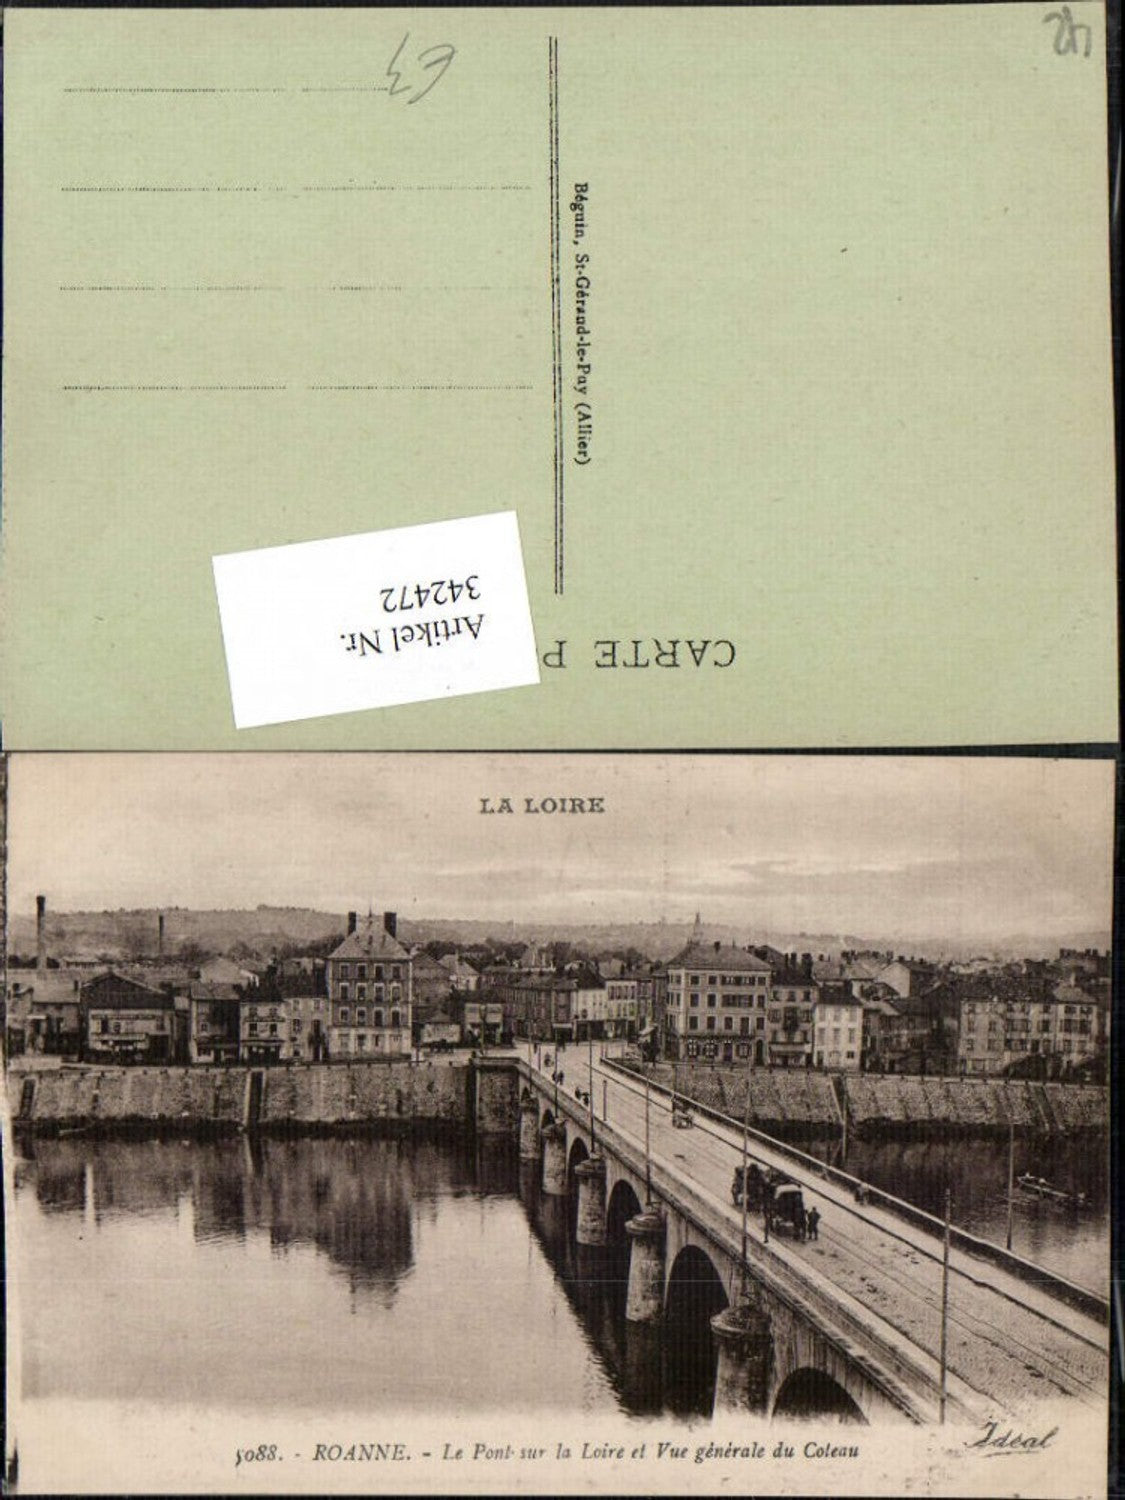 42
€3
Béguin, St-Gérand-le-Puy (Allier)
Artikel Nr.
342472
CARTE P
LA LOIRE
5088. - ROANNE. - Le Pont sur la Loire et Vue générale du Coteau
Idéal